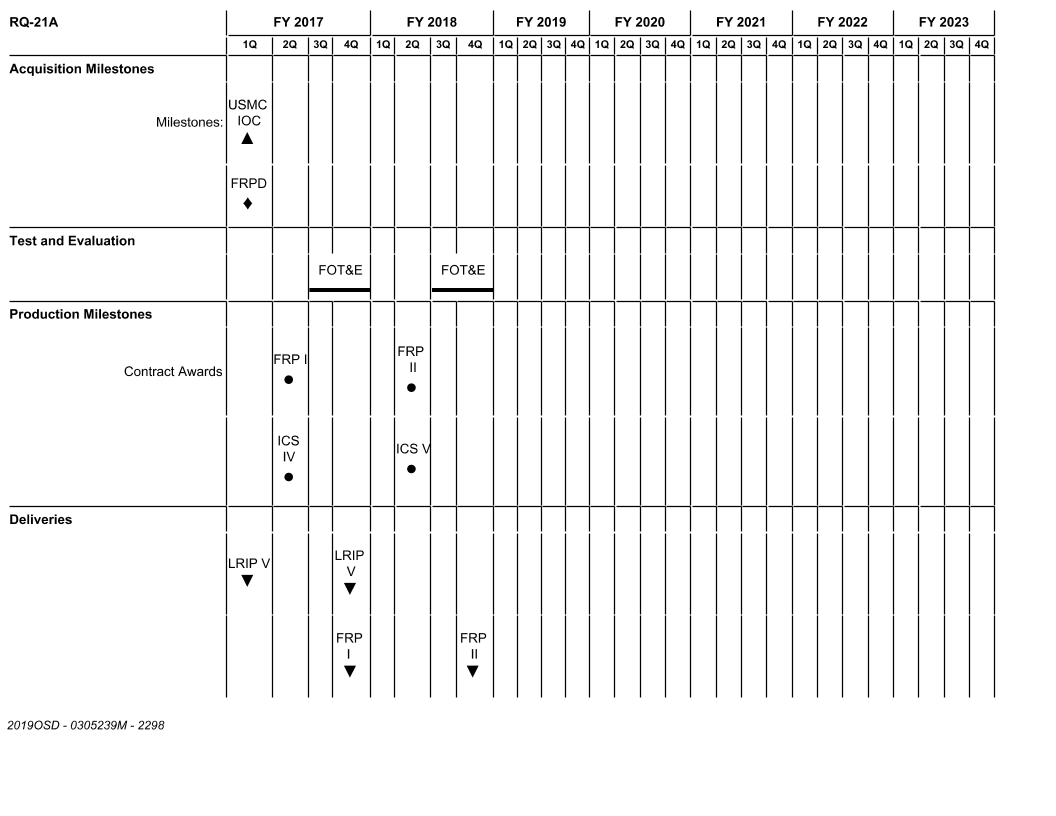 RQ-21A FY 2017 FY 2018 FY 2019 FY 2020 FY 2021 FY 2022 FY 2023
1Q 2Q 3Q 4Q 1Q 2Q 3Q 4Q 1Q 2Q 3Q 4Q 1Q 2Q 3Q 4Q 1Q 2Q 3Q 4Q 1Q 2Q 3Q 4Q 1Q 2Q 3Q 4Q
Acquisition Milestones
Milestones:
USMC
IOC
FRPD
Test and Evaluation
FOT&E FOT&E
Production Milestones
Contract Awards
FRP I
FRP
II
ICS
IV
ICS V
Deliveries
LRIP V
LRIP
V
FRP
I
FRP
II
2019OSD - 0305239M - 2298